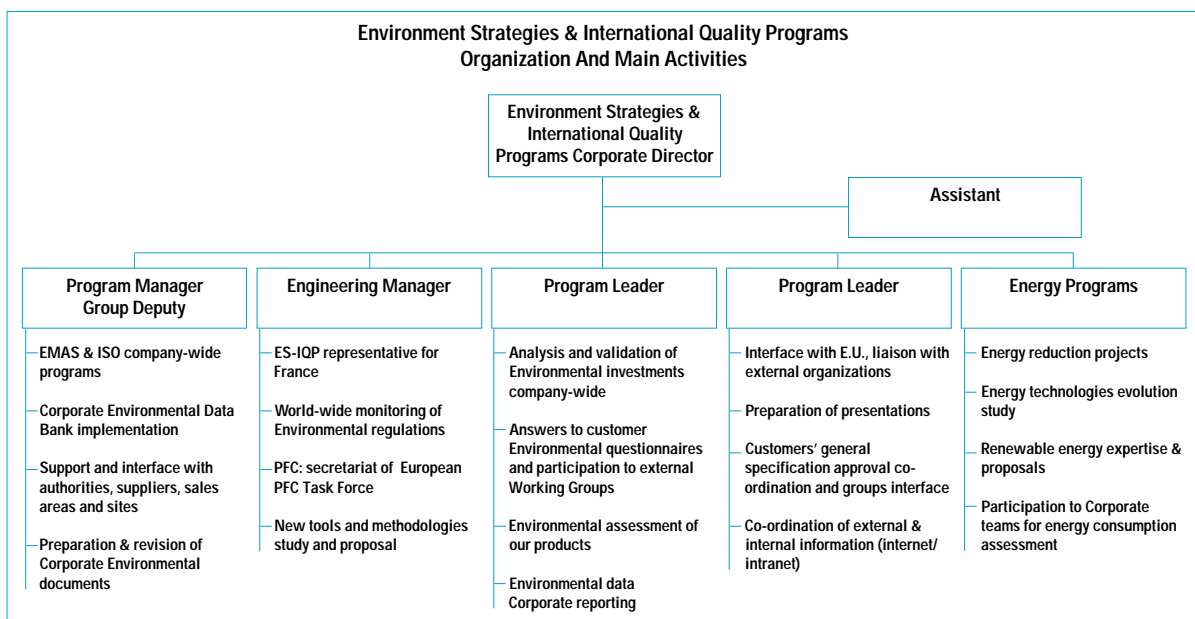 Environment Strategies & International Quality Programs
Organization And Main Activities
Environment Strategies &
International Quality
Programs Corporate Director
Assistant
Program Manager
Group Deputy
EMAS & ISO company-wide
programs
Corporate Environmental Data
Bank implementation
Support and interface with
authorities, suppliers, sales
areas and sites
Preparation & revision of
Corporate Environmental
documents
Engineering Manager
ES-IQP representative for
France
World-wide monitoring of
Environmental regulations
PFC: secretariat of European
PFC Task Force
New tools and methodologies
study and proposal
Program Leader
Analysis and validation of
Environmental investments
company-wide
Answers to customer
Environmental questionnaires
and participation to external
Working Groups
Environmental assessment of
our products
Environmental data
Corporate reporting
Program Leader
Interface with E.U., liaison with
external organizations
Preparation of presentations
Customers' general
specification approval co-
ordination and groups interface
Co-ordination of external &
internal information (internet/
intranet)
Energy Programs
Energy reduction projects
Energy technologies evolution
study
Renewable energy expertise &
proposals
Participation to Corporate
teams for energy consumption
assessment